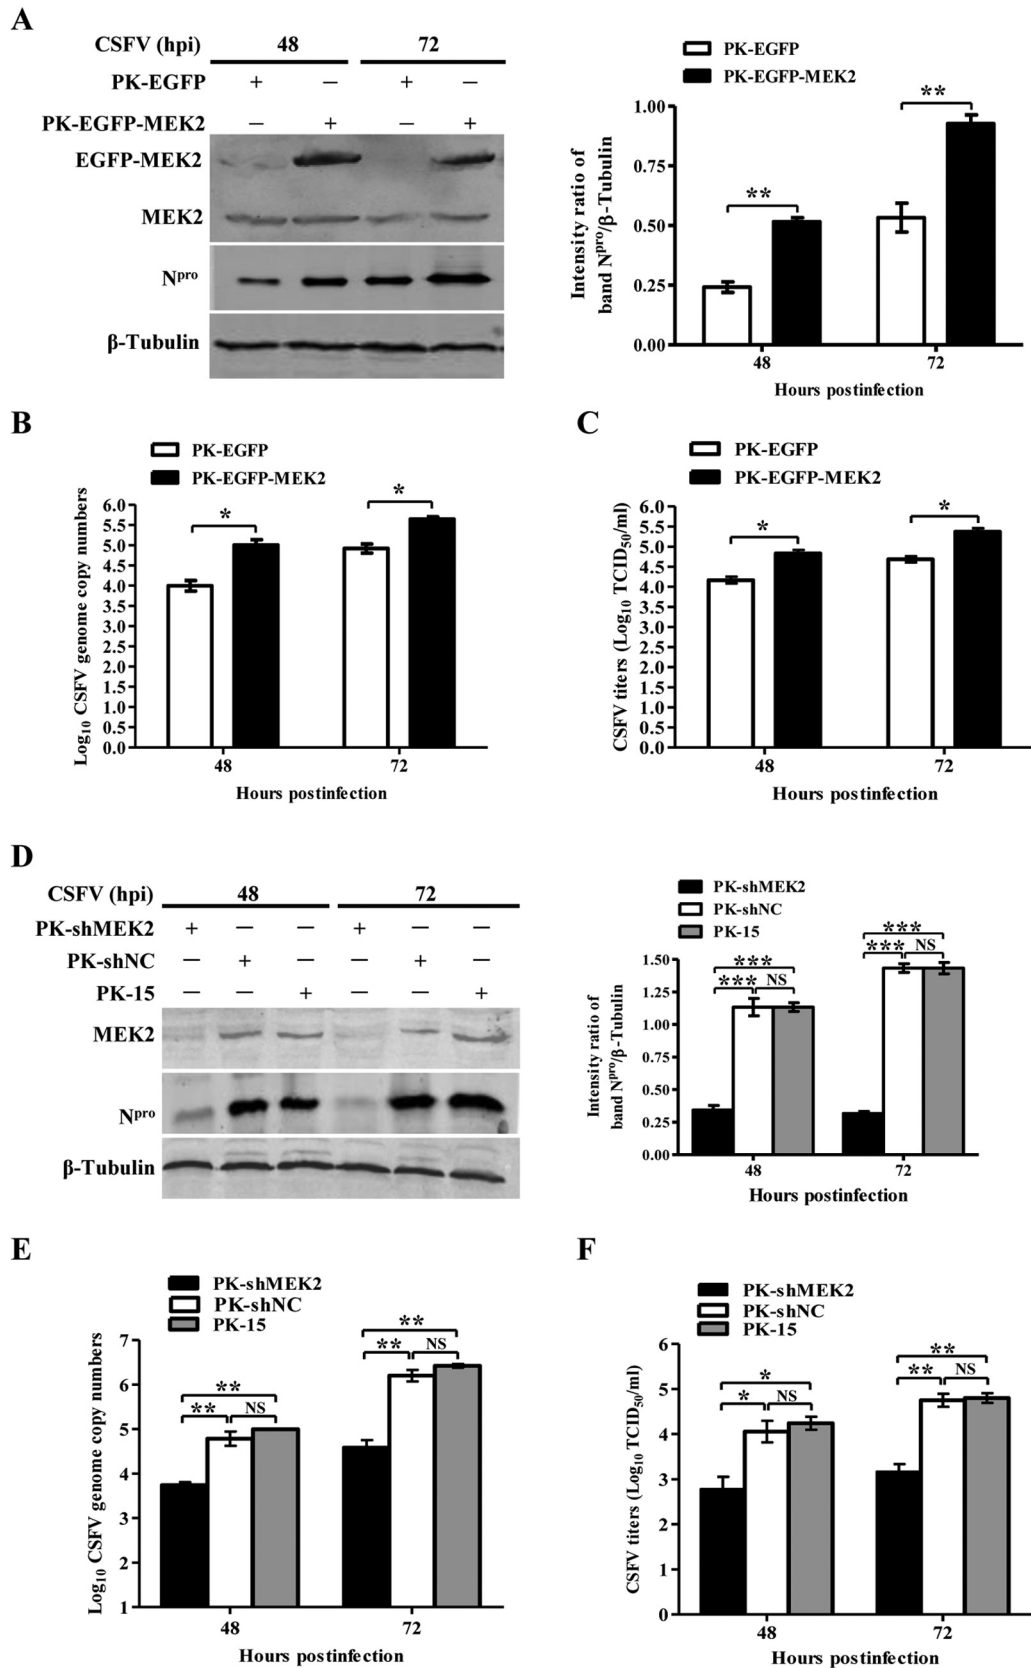 A
CSFV (hpi) 48 72
PK-EGFP + – + –
PK-EGFP-MEK2 – + – +
EGFP-MEK2
MEK2
Npro
β-Tubulin
PK-EGFP
PK-EGFP-MEK2
Intensity ratio of
band Npro/β-Tubulin
1.00
0.75
0.50
0.25
0.00
**
**
48 72
Hours postinfection
B
PK-EGFP
PK-EGFP-MEK2
Log10 CSFV genome copy numbers
6.0
5.5
5.0
4.5
4.0
3.5
3.0
2.5
2.0
1.5
1.0
0.5
0.0
*
*
48 72
Hours postinfection
C
PK-EGFP
PK-EGFP-MEK2
CSFV titers (Log10 TCID50/ml)
6.0
5.5
5.0
4.5
4.0
3.5
3.0
2.5
2.0
1.5
1.0
0.5
0.0
*
*
48 72
Hours postinfection
D
CSFV (hpi) 48 72
PK-shMEK2 + – – + – –
PK-shNC – + – – + –
PK-15 – – + – – +
MEK2
Npro
β-Tubulin
PK-shMEK2
PK-shNC
PK-15
Intensity ratio of
band Npro/β-Tubulin
1.50
1.25
1.00
0.75
0.50
0.25
0.00
***
*** NS
***
*** NS
48 72
Hours postinfection
E
PK-shMEK2
PK-shNC
PK-15
Log10 CSFV genome copy numbers
7
6
5
4
3
2
1
**
** NS
**
** NS
48 72
Hours postinfection
F
PK-shMEK2
PK-shNC
PK-15
CSFV titers (Log10 TCID50/ml)
6
5
4
3
2
1
0
*
* NS
**
** NS
48 72
Hours postinfection